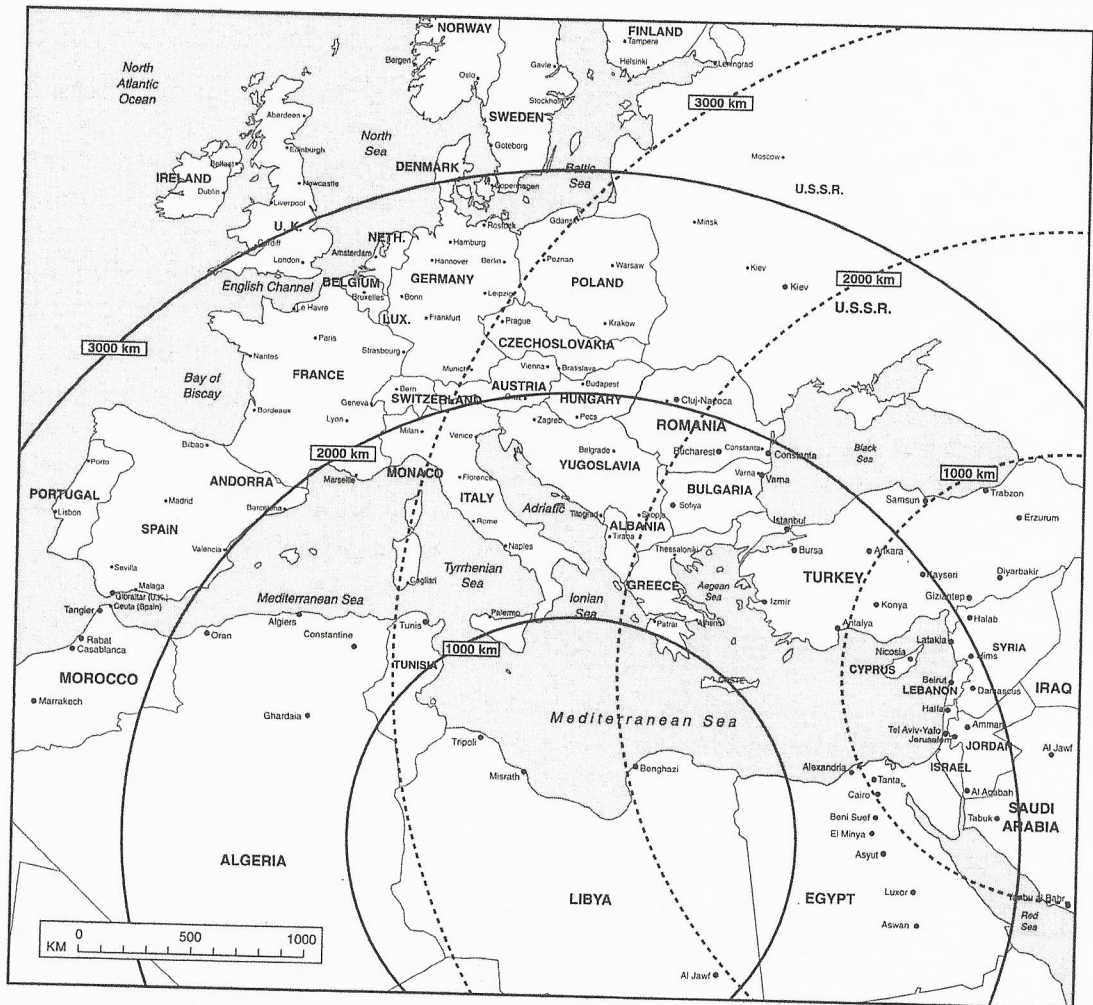 NORWAY
FINLAND
Tampere
Bergen
Oslo
Gavle
Helsinki
Leningrad
North
Atlantic
Ocean
3000 km
Stockholm
SWEDEN
Aberdeen
North
Sea
Edinburgh
Goteborg
Moscow
Belfast
DENMARK
Baltic
Sea
IRELAND
Newcastle
Copenhagen
U.S.S.R.
Dublin
Liverpool
Rostock
Gdansk
Minsk
U. K.
NETH.
Hamburg
Cardiff
Amsterdam
Hannover
Berlin
Poznan
Warsaw
Kiev
London
2000 km
English Channel
BELGIUM
GERMANY
POLAND
Kiev
Bruxelles
Bonn
Leipzig
U.S.S.R.
Le Havre
LUX.
Frankfurt
Prague
Krakow
Paris
CZECHOSLOVAKIA
3000 km
Nantes
Strasbourg
Munich
Vienna
Bratislava
FRANCE
Bay of
Biscay
Bern
AUSTRIA
Budapest
SWITZERLAND
Graz
HUNGARY
Cluj-Napoca
Geneva
Bordeaux
Lyon
Milan
Venice
Zagreb
Pecs
ROMANIA
Bilbao
2000 km
Belgrade
Bucharest
Constanta
Constanta
Black
Sea
Porto
MONACO
YUGOSLAVIA
1000 km
ANDORRA
Marseille
Florence
Varna
Varna
PORTUGAL
Madrid
ITALY
BULGARIA
Samsun
Trabzon
Lisbon
Barcelona
Adriatic
Titograd
Skopje
Sofiya
SPAIN
Rome
ALBANIA
Istanbul
Erzurum
Valencia
Naples
Tirana
Thessaloniki
Bursa
Ankara
Sevilla
Tyrrhenian
Sea
Cagliari
Aegean
Sea
TURKEY
Kayseri
Diyarbakir
Malaga
Gibraltar (U.K.)
Ceuta (Spain)
Mediterranean Sea
GREECE
Giziantep
Izmir
Konya
Tangier
Algiers
Palermo
Ionian
Sea
Patrai
Athens
Antalya
Halab
Rabat
Oran
Constantine
Tunis
Latakia
Casablanca
1000 km
Nicosia
Hims
SYRIA
MOROCCO
TUNISIA
CRETE
CYPRUS
Beirut
LEBANON
Damascus
IRAQ
Marrakech
Ghardaia
Mediterranean Sea
Haifa
Tripoli
Tel Aviv-Yafo
Amman
Jerusalem
JORDAN
Al Jawf
Misrath
Benghazi
Alexandria
ISRAEL
Tanta
Cairo
Al Aqabah
SAUDI
ARABIA
Beni Suef
Tabuk
El Minya
ALGERIA
Asyut
LIBYA
EGYPT
Luxor
Yanbu al Bahr
Aswan
Red
Sea
0
500
1000
KM
Al Jawf